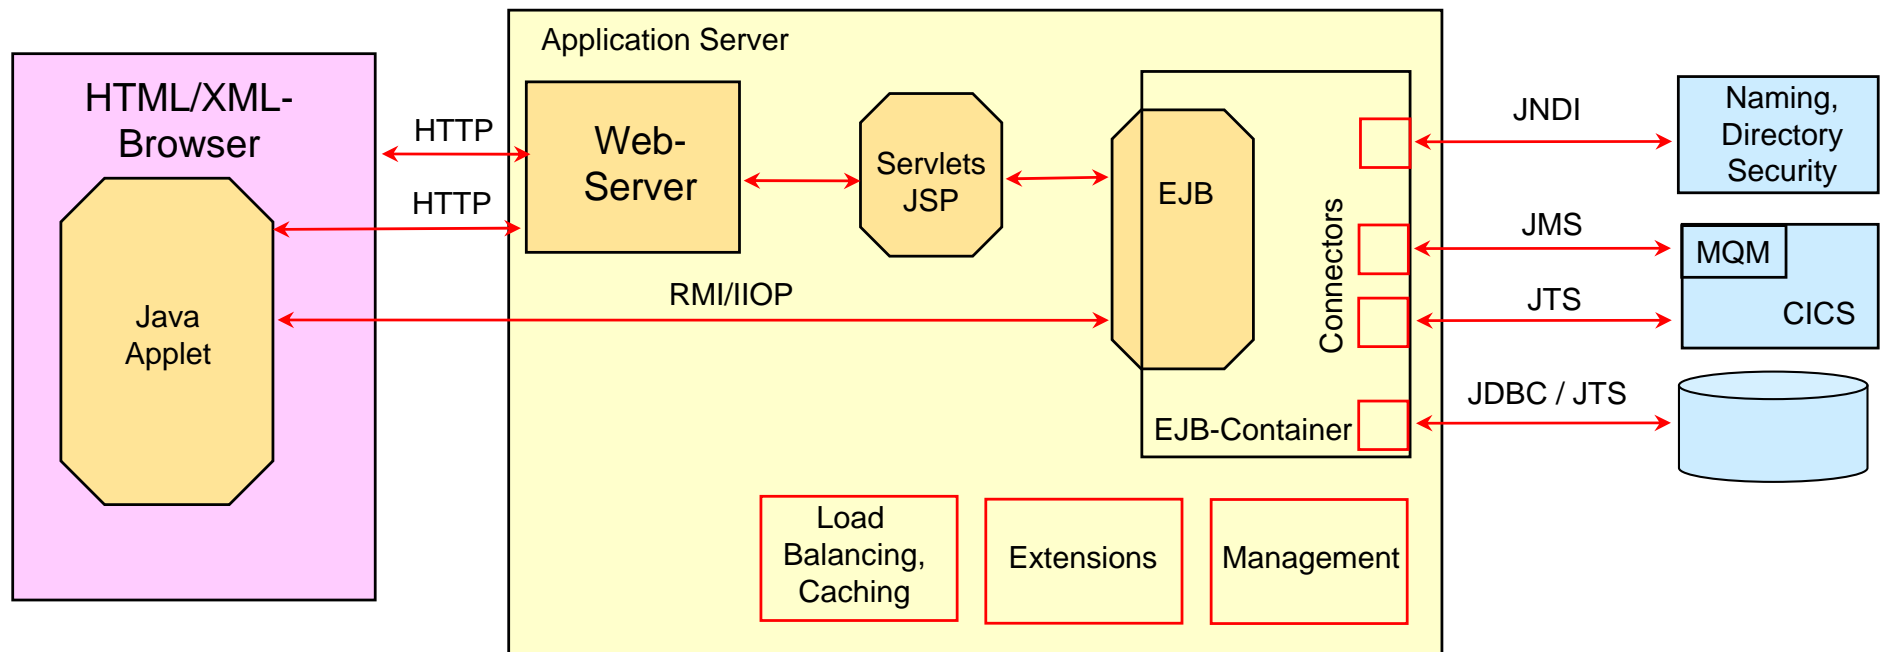 Application Server
HTML/XML-
Browser
HTTP
HTTP
Java
Applet
Web-
Server
Servlets
JSP
RMI/IIOP
EJB
Connectors
EJB-Container
JNDI
JMS
JTS
JDBC / JTS
Naming,
Directory
Security
MQM
CICS
Load
Balancing,
Caching
Extensions
Management